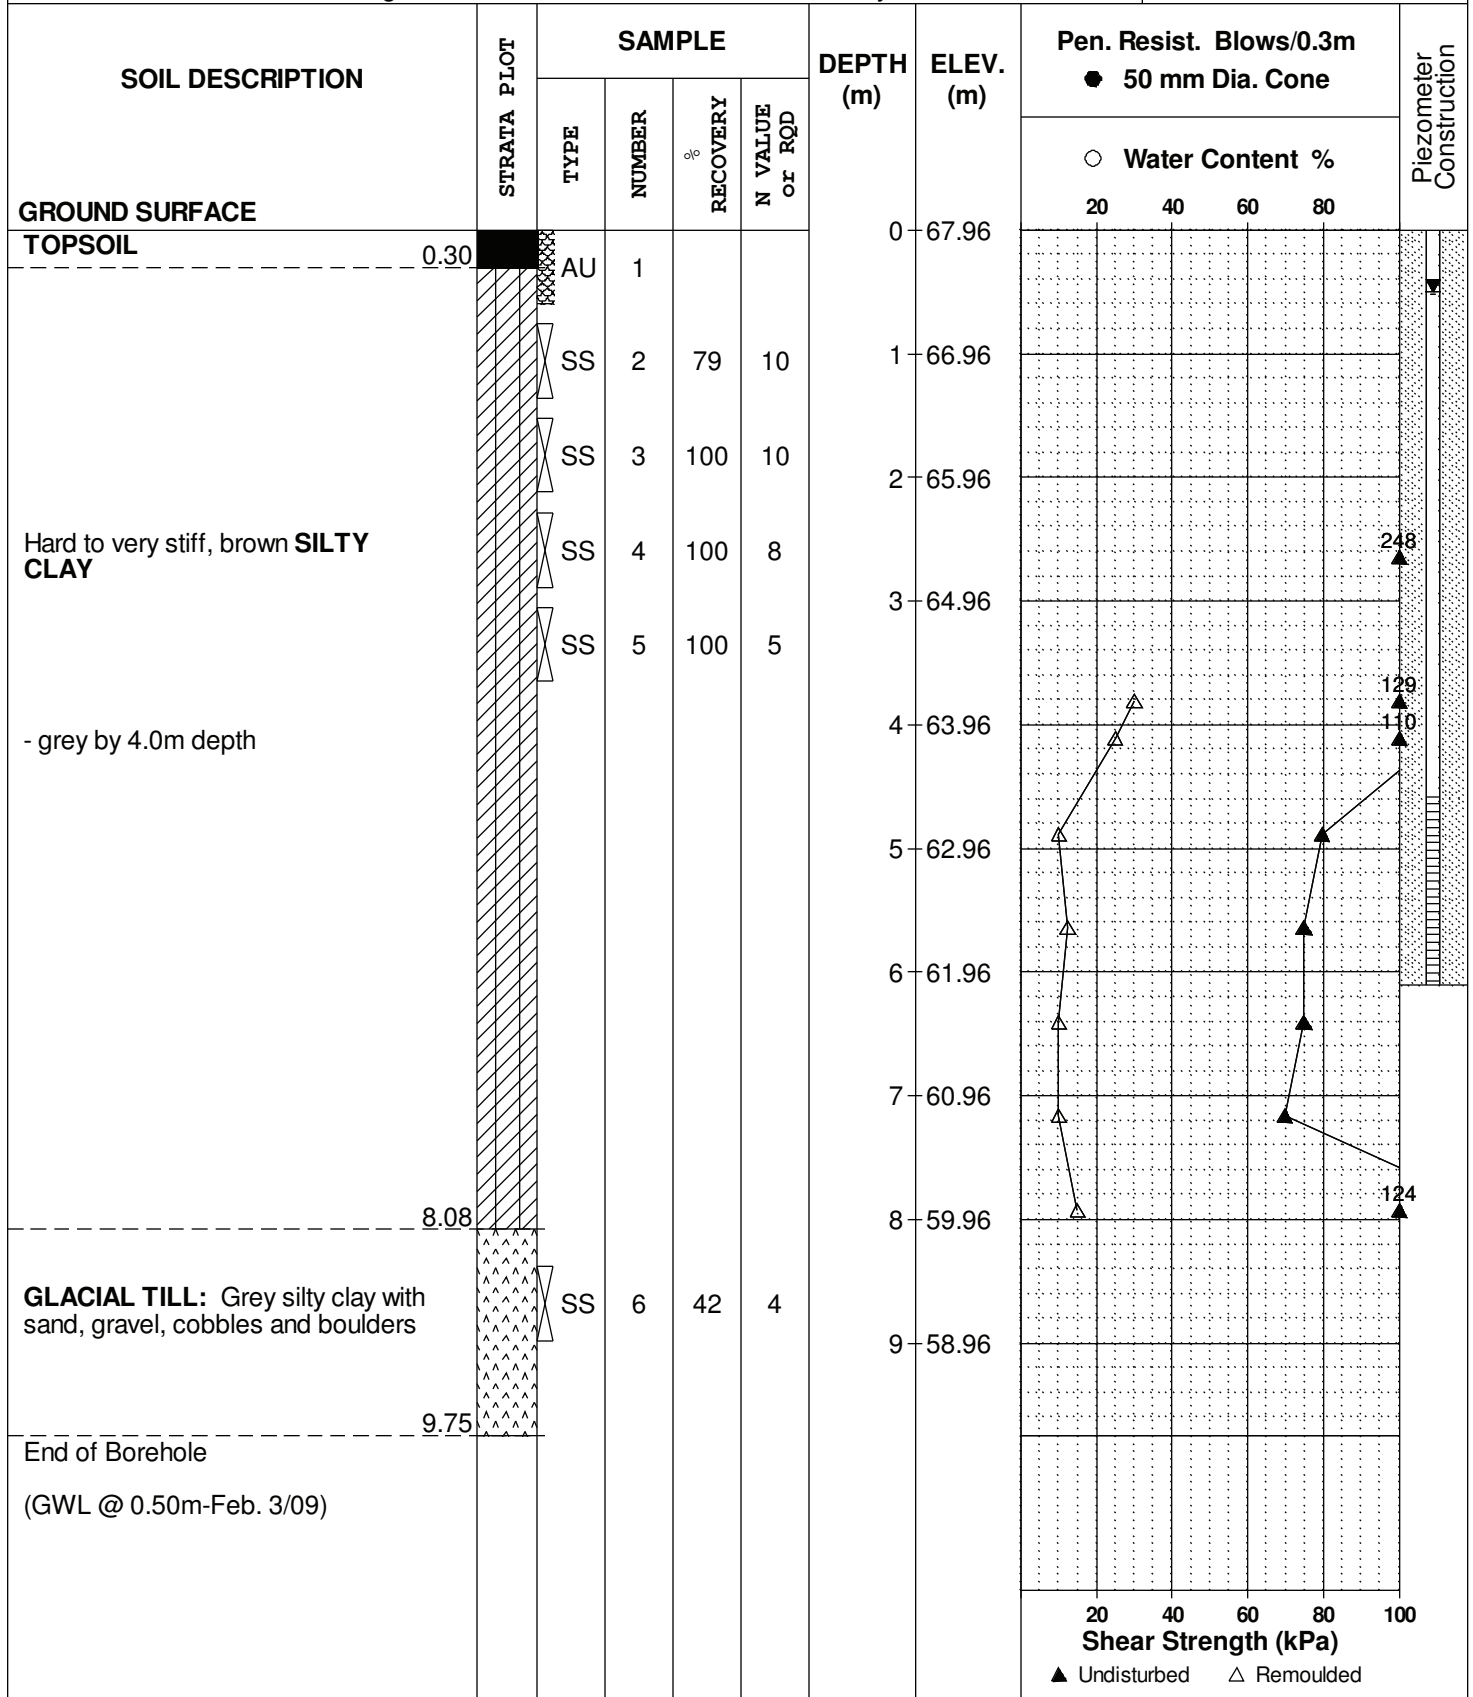 SOIL DESCRIPTION
GROUND SURFACE
STRATA PLOT
SAMPLE
TYPE
NUMBER
% RECOVERY
N VALUE or RQD
DEPTH (m)
ELEV. (m)
Pen. Resist. Blows/0.3m
● 50 mm Dia. Cone
○ Water Content %
20 40 60 80
Piezometer Construction
TOPSOIL
0.30
AU 1
0 67.96
SS 2 79 10
1 66.96
SS 3 100 10
2 65.96
Hard to very stiff, brown SILTY
CLAY
SS 4 100 8
248
3 64.96
SS 5 100 5
129
4 63.96
110
- grey by 4.0m depth
5 62.96
6 61.96
7 60.96
124
8.08
8 59.96
GLACIAL TILL: Grey silty clay with
sand, gravel, cobbles and boulders
SS 6 42 4
9 58.96
9.75
End of Borehole
(GWL @ 0.50m-Feb. 3/09)
20 40 60 80 100
Shear Strength (kPa)
▲ Undisturbed △ Remoulded